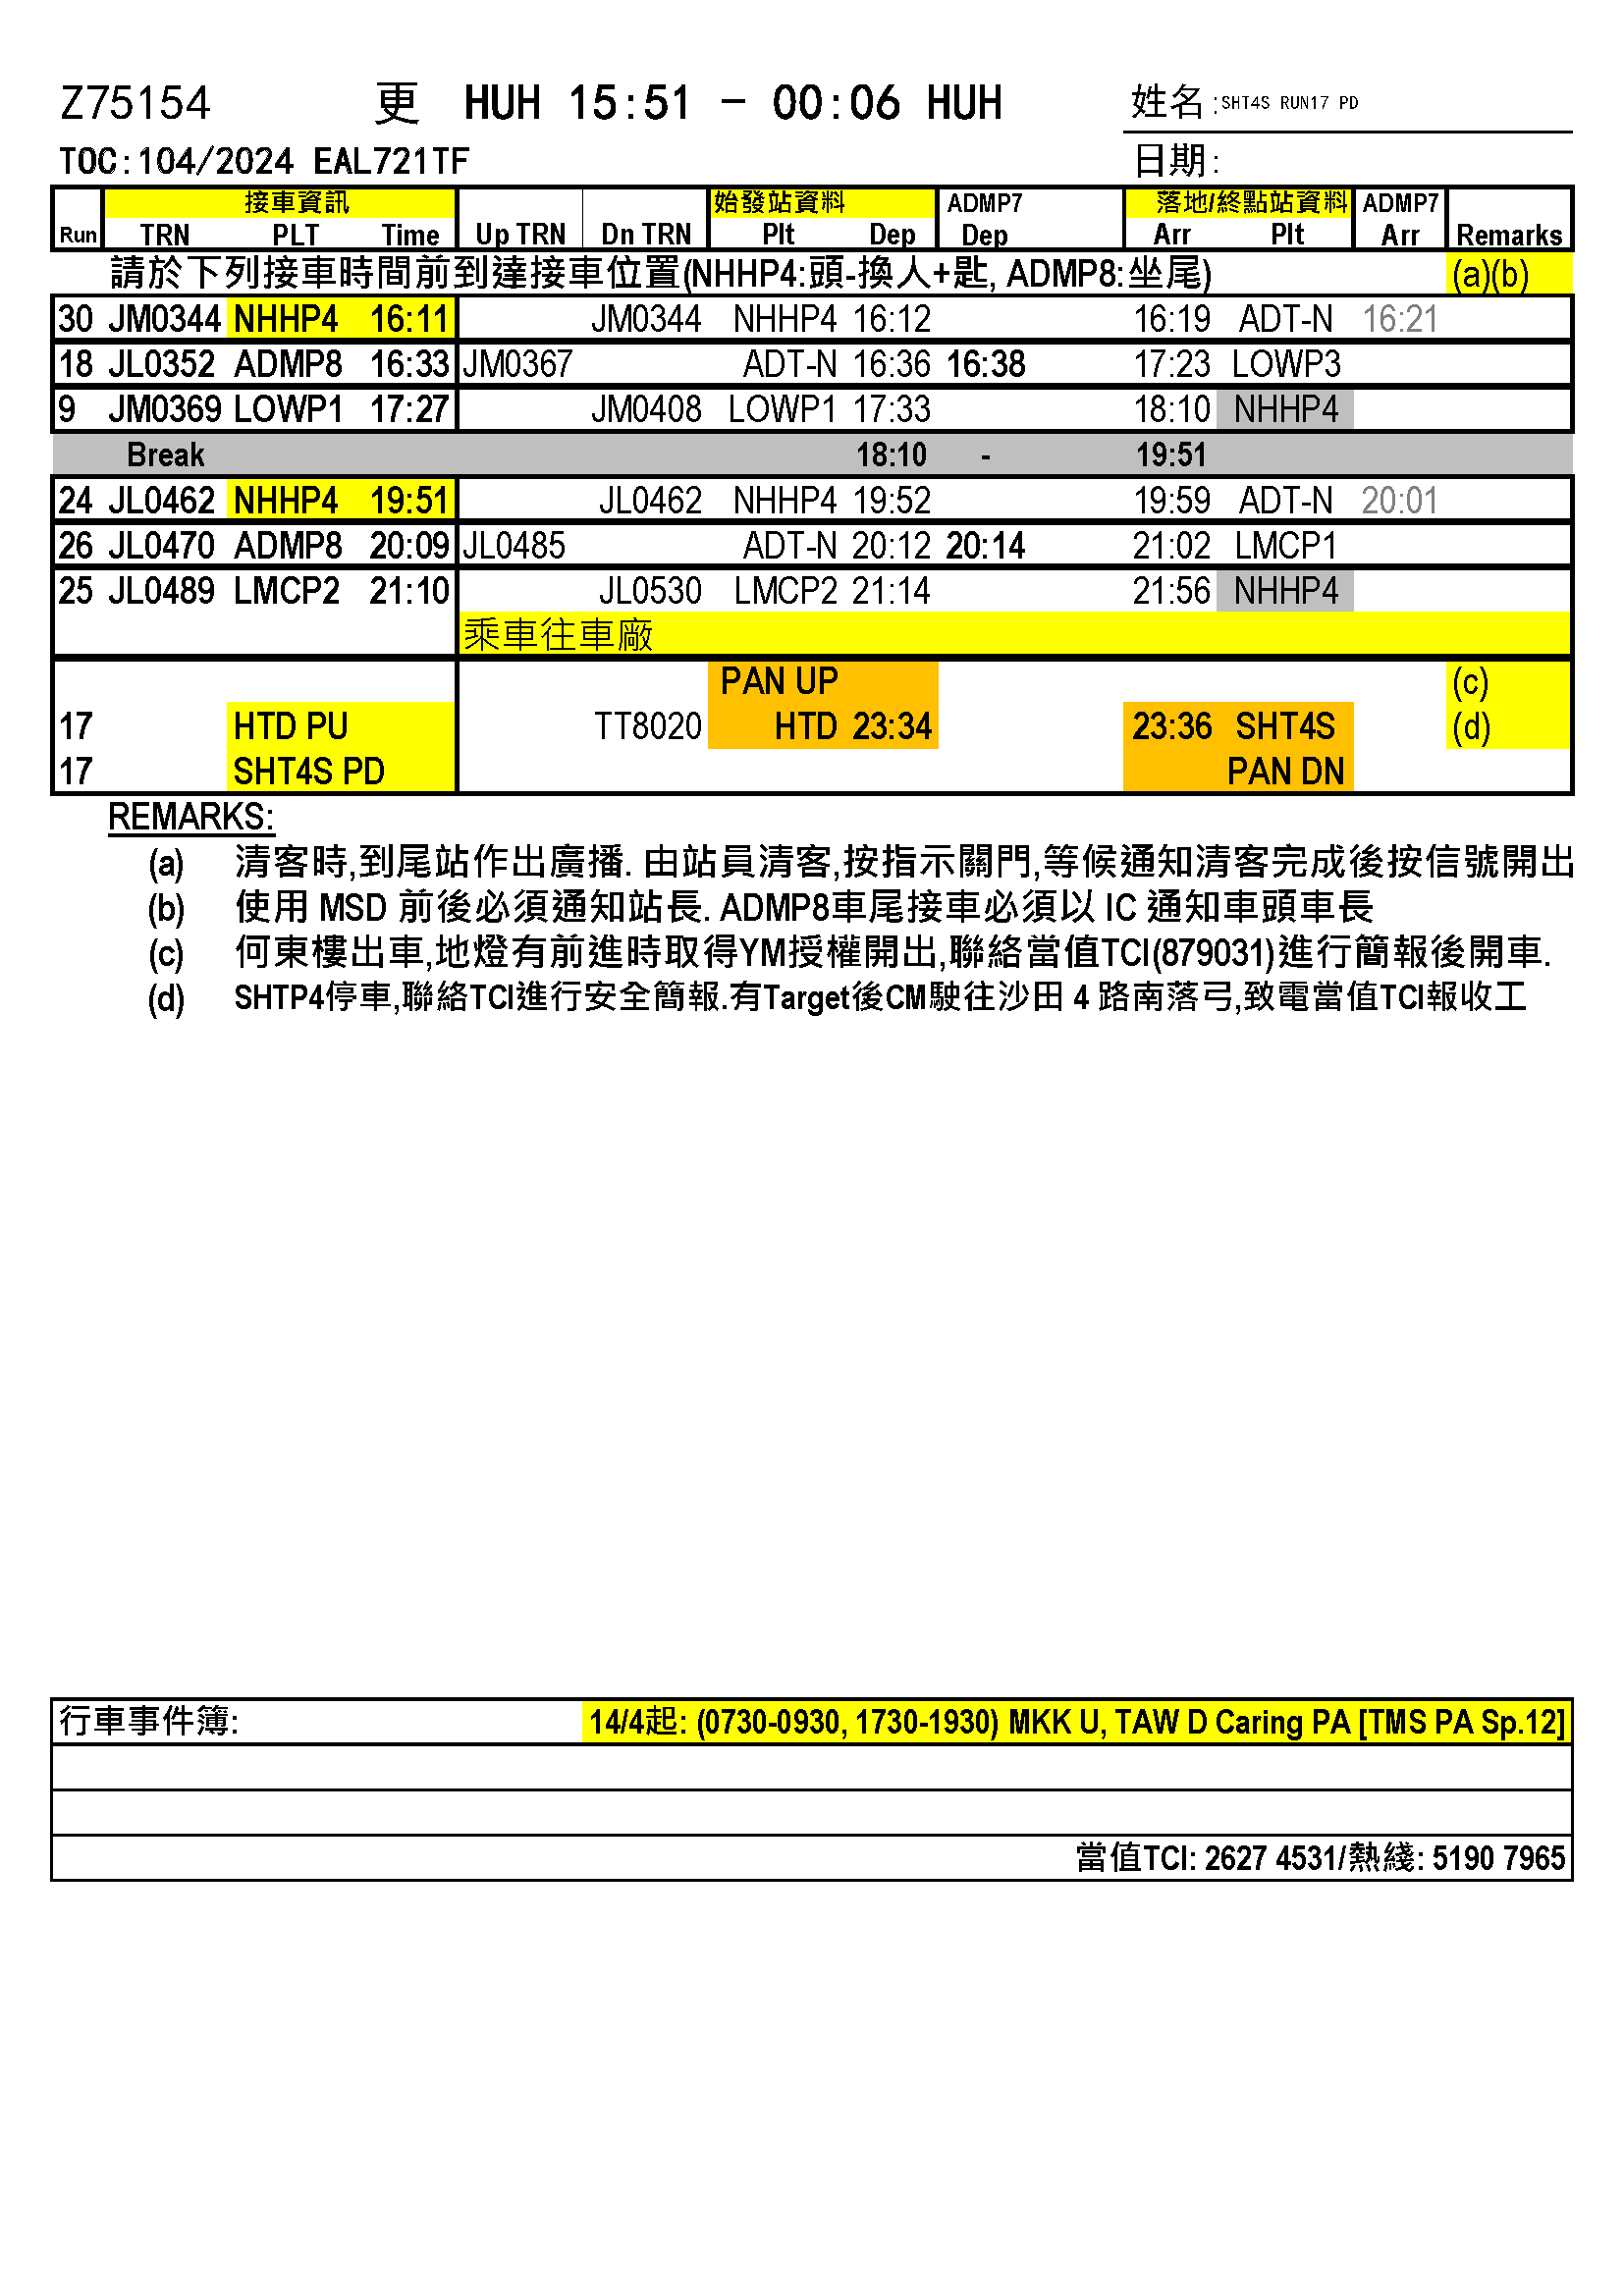 Z75154 更 HUH 15:51 – 00:06 HUH 姓名:SHT4S RUN17 PD
TOC:104/2024 EAL721TF 日期:
接車資訊 始發站資料 ADMP7 落地/終點站資料 ADMP7
Run TRN PLT Time Up TRN Dn TRN Plt Dep Dep Arr Plt Arr Remarks
請於下列接車時間前到達接車位置(NHHP4:頭-換人+匙, ADMP8:坐尾) (a)(b)
30 JM0344 NHHP4 16:11 JM0344 NHHP4 16:12 16:19 ADT-N 16:21
18 JL0352 ADMP8 16:33 JM0367 ADT-N 16:36 16:38 17:23 LOWP3
9 JM0369 LOWP1 17:27 JM0408 LOWP1 17:33 18:10 NHHP4
Break 18:10 - 19:51
24 JL0462 NHHP4 19:51 JL0462 NHHP4 19:52 19:59 ADT-N 20:01
26 JL0470 ADMP8 20:09 JL0485 ADT-N 20:12 20:14 21:02 LMCP1
25 JL0489 LMCP2 21:10 JL0530 LMCP2 21:14 21:56 NHHP4
乘車往車廠
PAN UP (c)
17 HTD PU TT8020 HTD 23:34 23:36 SHT4S (d)
17 SHT4S PD PAN DN
REMARKS:
(a) 清客時,到尾站作出廣播. 由站員清客,按指示關門,等候通知清客完成後按信號開出
(b) 使用 MSD 前後必須通知站長. ADMP8車尾接車必須以 IC 通知車頭車長
(c) 何東樓出車,地燈有前進時取得YM授權開出,聯絡當值TCI(879031)進行簡報後開車.
(d) SHTP4停車,聯絡TCI進行安全簡報.有Target後CM駛往沙田 4 路南落弓,致電當值TCI報收工
行車事件簿: 14/4起: (0730-0930, 1730-1930) MKK U, TAW D Caring PA [TMS PA Sp.12]
當值TCI: 2627 4531/熱綫: 5190 7965